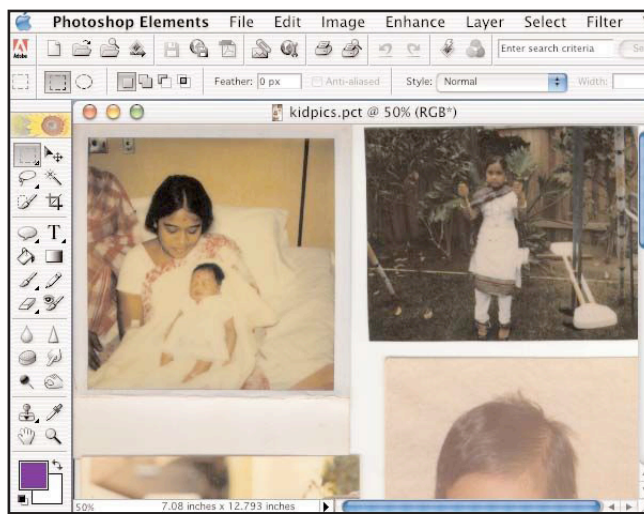 Photoshop Elements File Edit Image Enhance Layer Select Filter
Adobe Enter search criteria
Feather: 0 px Anti-aliased Style: Normal Width:
kidpics.pct @ 50% (RGB*)
T
50% 7.08 inches x 12.793 inches